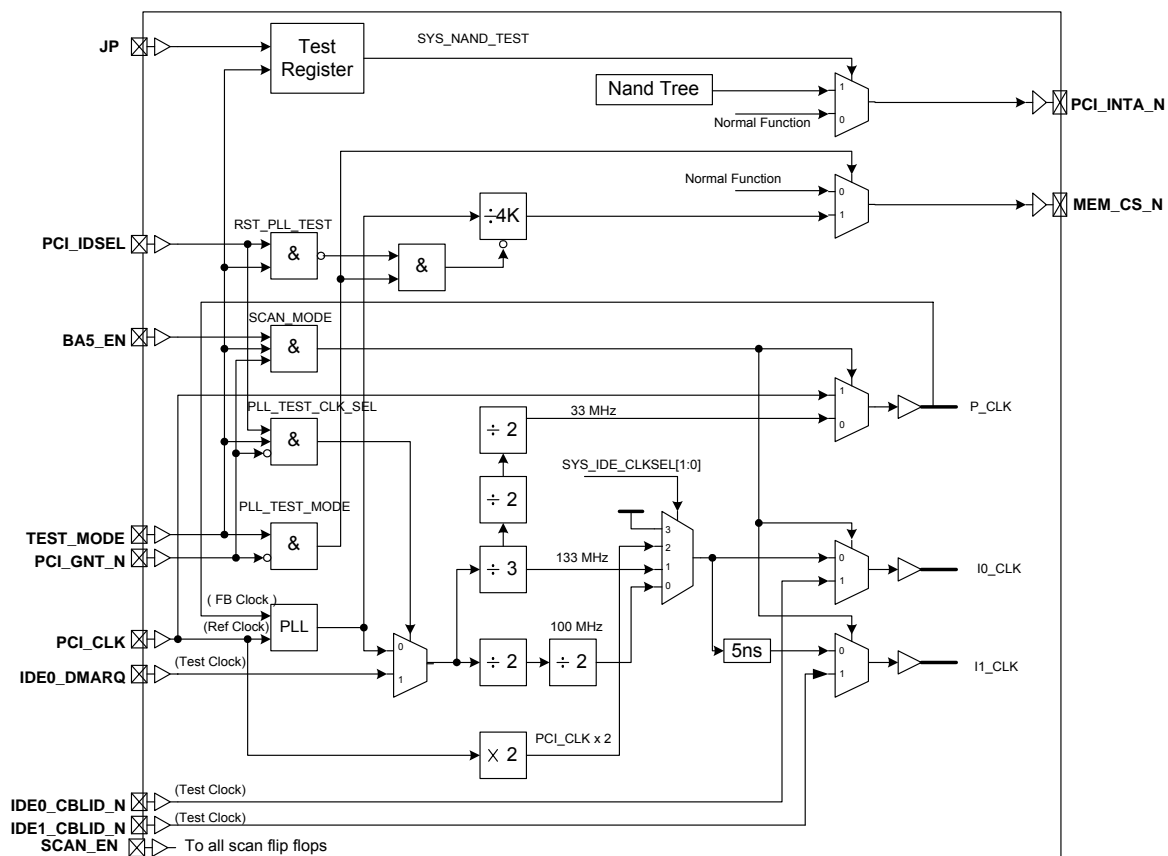 JP
Test
Register
SYS_NAND_TEST
Nand Tree
1
0
Normal Function
PCI_INTA_N
Normal Function
0
1
MEM_CS_N
÷4K
PCI_IDSEL
RST_PLL_TEST
&
&
BA5_EN
SCAN_MODE
&
1
0
P_CLK
PLL_TEST_CLK_SEL
&
÷ 2
33 MHz
÷ 2
SYS_IDE_CLKSEL[1:0]
3
2
1
0
PLL_TEST_MODE
&
TEST_MODE
PCI_GNT_N
÷ 3
133 MHz
0
1
I0_CLK
( FB Clock )
(Ref Clock)
PLL
PCI_CLK
0
1
÷ 2
÷ 2
100 MHz
5ns
0
1
I1_CLK
(Test Clock)
IDE0_DMARQ
X 2
PCI_CLK x 2
(Test Clock)
IDE0_CBLID_N
(Test Clock)
IDE1_CBLID_N
SCAN_EN
To all scan flip flops